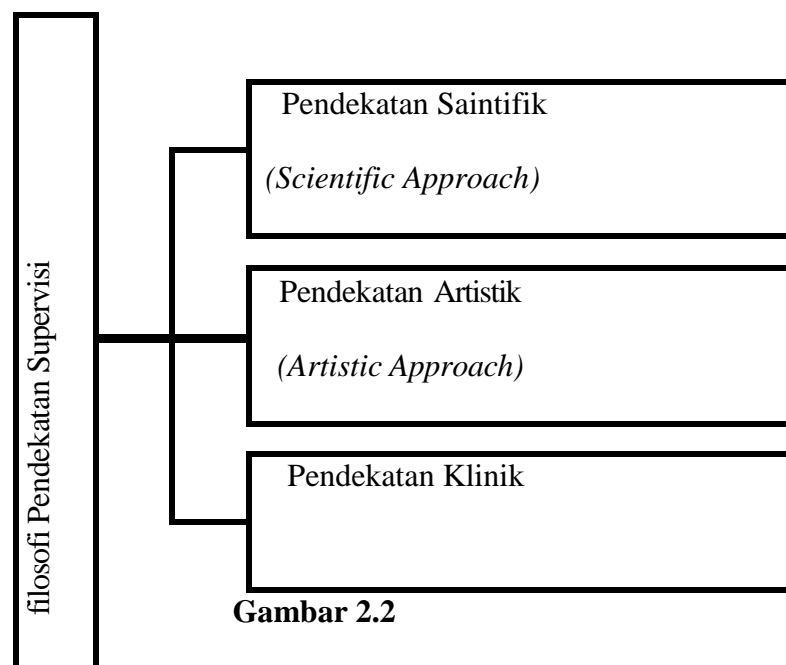 filosofi Pendekatan Supervisi
Pendekatan Saintifik
(Scientific Approach)
Pendekatan Artistik
(Artistic Approach)
Pendekatan Klinik
Gambar 2.2